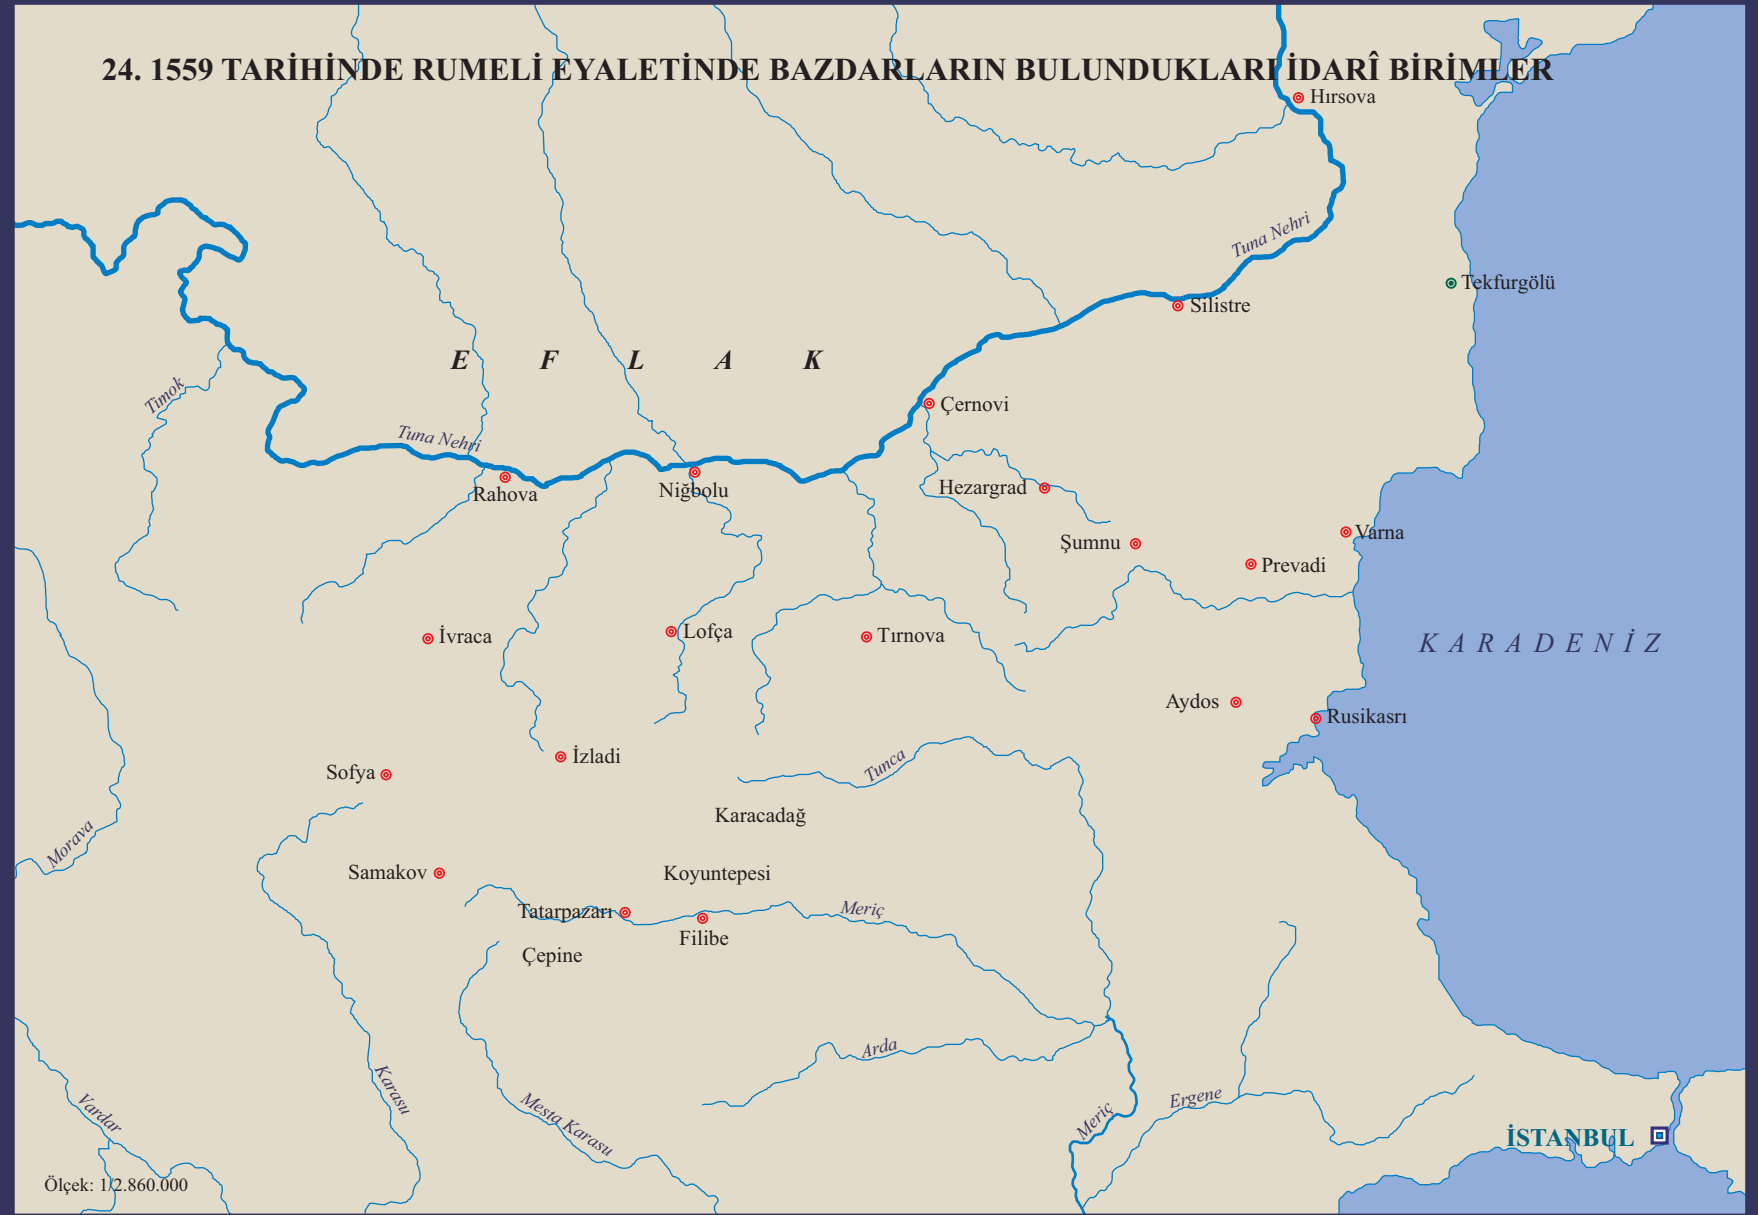 24. 1559 TARİHİNDE RUMELİ EYALETİNDE BAZDARLARIN BULUNDUKLARI İDARÎ BİRİMLER
Hırsova
Tuna Nehri
Tekfurgölü
Silistre
E F L A K
Timok
Çernovi
Tuna Nehri
Rahova
Niğbolu
Hezargrad
Varna
Şumnu
Prevadi
İvraca
Lofça
Tırnova
KARADENİZ
Aydos
Rusikasrı
İzladi
Sofya
Tunca
Karacadağ
Morava
Samakov
Koyuntepesi
Tatarpazarı
Meriç
Filibe
Çepine
Arda
Karasu
Vardar
Mesta Karasu
Meriç
Ergene
İSTANBUL
Ölçek: 1/2.860.000